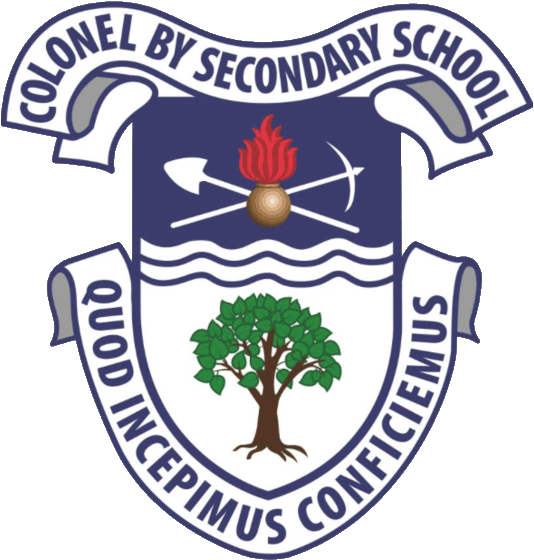 COLONEL BY SECONDARY SCHOOL
QUOD INCEPIMUS CONFICIEMUS